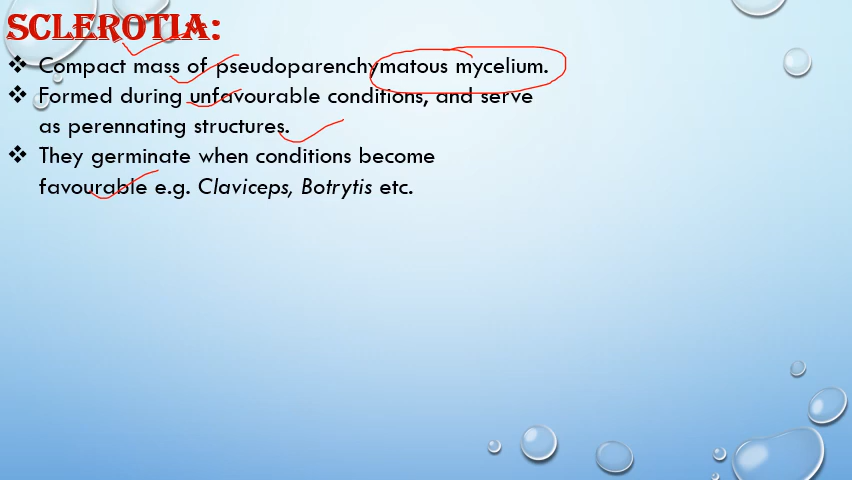 SCLEROTIA:
❖ Compact mass of pseudoparenchymatous mycelium.
❖ Formed during unfavourable conditions, and serve
as perennating structures.
❖ They germinate when conditions become
favourable e.g. Claviceps, Botrytis etc.